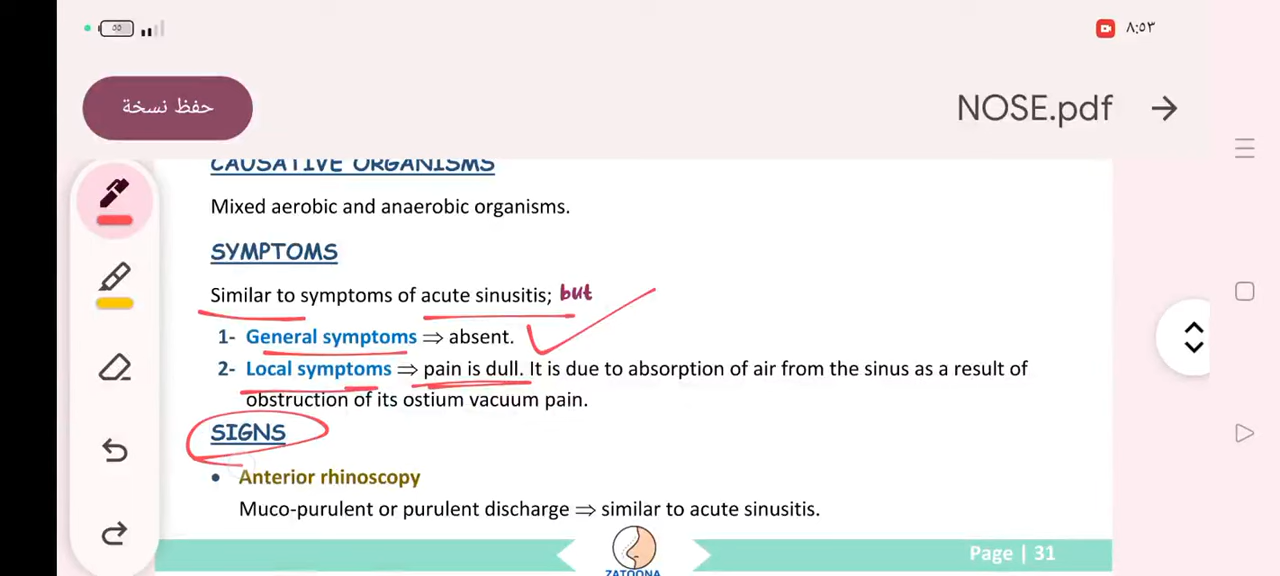 ٥٥
٨:٥٣
حفظ نسخة
NOSE.pdf
CAUSATIVE ORGANISMS
Mixed aerobic and anaerobic organisms.
SYMPTOMS
Similar to symptoms of acute sinusitis; but
1- General symptoms ⇒ absent.
2- Local symptoms ⇒ pain is dull. It is due to absorption of air from the sinus as a result of
obstruction of its ostium vacuum pain.
SIGNS
• Anterior rhinoscopy
Muco-purulent or purulent discharge ⇒ similar to acute sinusitis.
ZATOONA
Page | 31